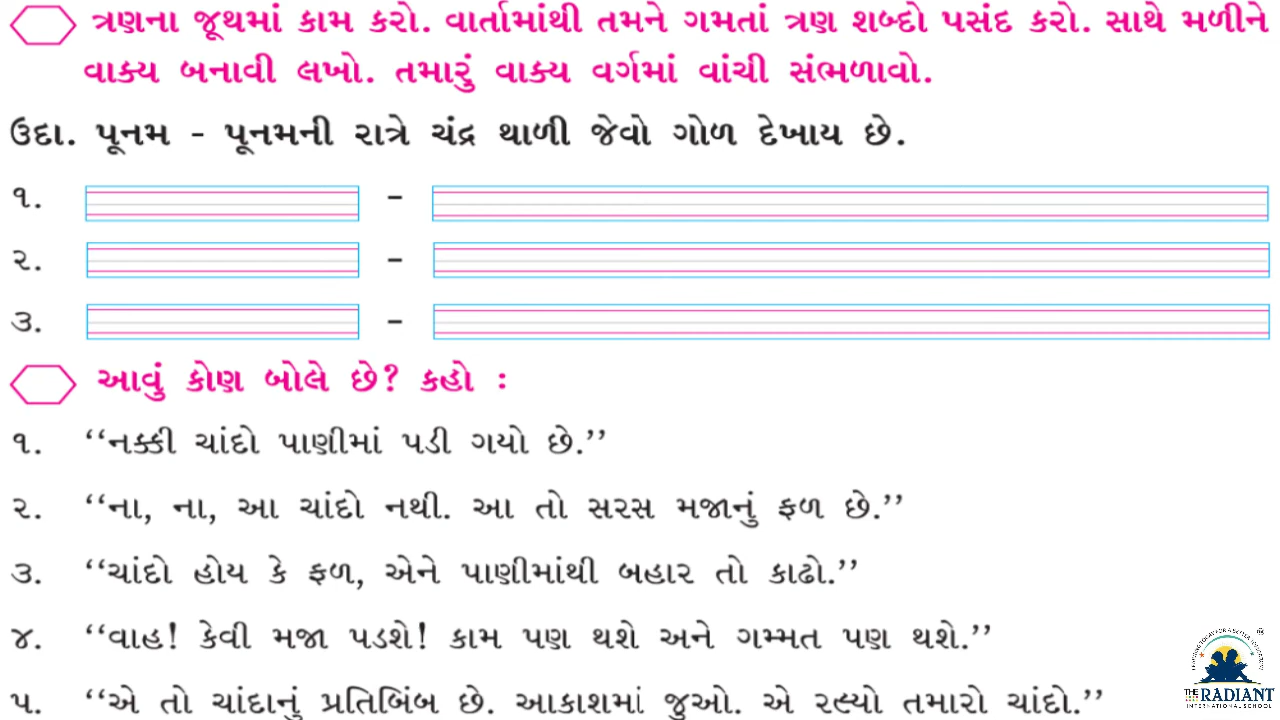 ત્રણના જૂથમાં કામ કરો. વાર્તામાંથી તમને ગમતાં ત્રણ શબ્દો પસંદ કરો. સાથે મળીને
વાક્ય બનાવી લખો. તમારું વાક્ય વર્ગમાં વાંચી સંભળાવો.
ઉદા. પૂનમ - પૂનમની રાત્રે ચંદ્ર થાળી જેવો ગોળ દેખાય છે.
૧. -
૨. -
૩. -
આવું કોણ બોલે છે? કહો :
૧. ‘‘નક્કી ચાંદો પાણીમાં પડી ગયો છે.’’
૨. ‘‘ના, ના, આ ચાંદો નથી. આ તો સરસ મજાનું ફળ છે.’’
૩. ‘‘ચાંદો હોય કે ફળ, એને પાણીમાંથી બહાર તો કાઢો.’’
૪. ‘‘વાહ! કેવી મજા પડશે! કામ પણ થશે અને ગમ્મત પણ થશે.’’
૫. ‘‘એ તો ચાંદાનું પ્રતિબિંબ છે. આકાશમાં જુઓ. એ રહ્યો તમારો ચાંદો.’’
THE RADIANT
INTERNATIONAL SCHOOL